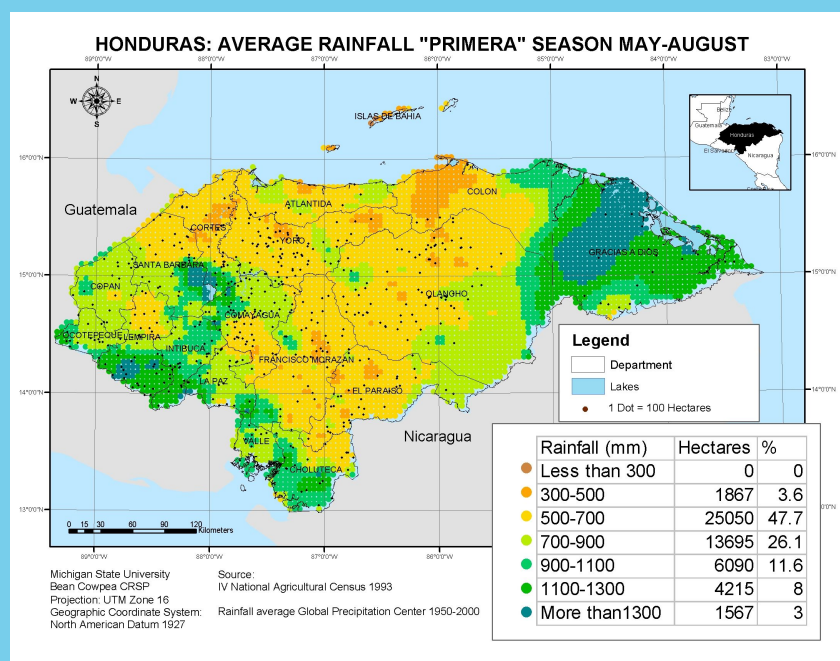 HONDURAS: AVERAGE RAINFALL "PRIMERA" SEASON MAY-AUGUST
89°0'0"W 88°0'0"W 87°0'0"W 86°0'0"W 85°0'0"W 84°0'0"W 83°0'0"W
N
W E
S
ISLAS DE BAHIA
Guatemala
Honduras
El Salvador
Nicaragua
16°0'0"N 16°0'0"N
COLON
ATLANTIDA
Guatemala
CORTES
YORO
GRACIAS A DIOS
SANTA BARBARA
15°0'0"N 15°0'0"N
COPAN
OLANCHO
COMAYAGUA
OCOTEPEQUE
LEMPIRA
INTIBUCA
FRANCISCO MORAZAN
LA PAZ
EL PARAISO
14°0'0"N 14°0'0"N
Nicaragua
VALLE
CHOLUTECA
13°0'0"N
Legend
Department
Lakes
1 Dot = 100 Hectares
0 15 30 60 90 120
Kilometers
89°0'0"W 88°0'0"W 87°0'0"W 86°0'0"W
Rainfall (mm) Hectares %
Less than 300 0 0
300-500 1867 3.6
500-700 25050 47.7
700-900 13695 26.1
900-1100 6090 11.6
1100-1300 4215 8
More than1300 1567 3
Michigan State University
Bean Cowpea CRSP
Projection: UTM Zone 16
Geographic Coordinate System:
North American Datum 1927
Source:
IV National Agricultural Census 1993
Rainfall average Global Precipitation Center 1950-2000